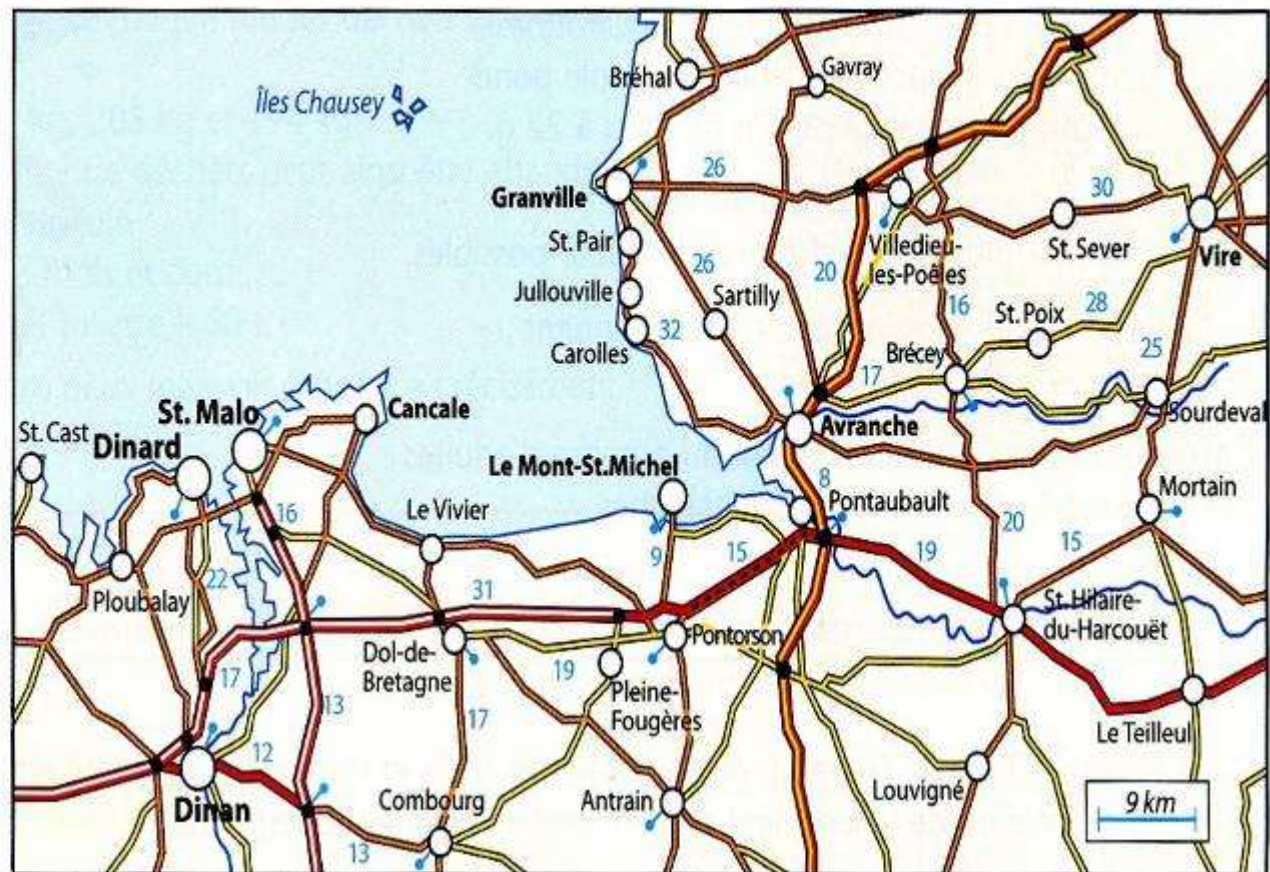 Bréhal
Gavray
Îles Chausey
26
30
Granville
St. Pair
Villedieu-
les-Poêles
St. Sever
Vire
26
20
Jullouville
Sartilly
16
St. Poix
28
Carolles
32
Brécey
25
17
St. Malo
Cancale
Avranche
Sourdeval
St. Cast
Dinard
Le Mont-St.Michel
8
Mortain
16
Le Vivier
Pontaubault
9
15
19
20
15
22
Ploubalay
31
St. Hilaire-
du-Harcouët
Dol-de-
Bretagne
19
Pontorson
17
13
17
Pleine-
Fougères
Le Teilleul
12
Dinan
Combourg
Antrain
Louvigné
9 km
13